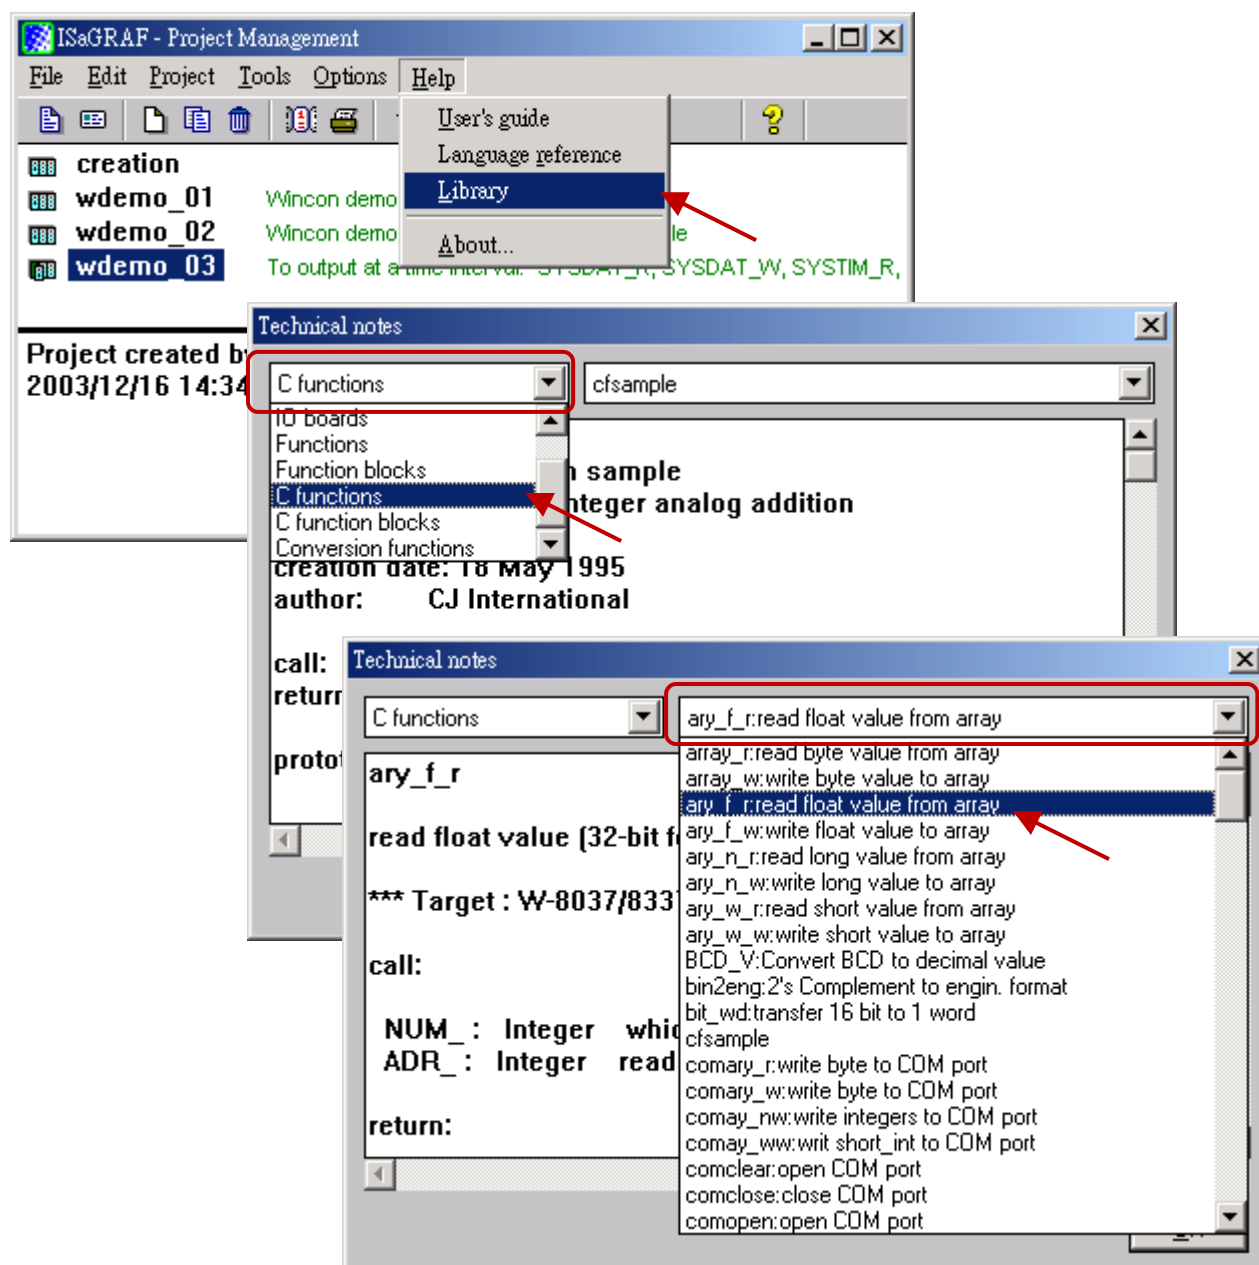 ISaGRAF - Project Management
File Edit Project Tools Options Help
User's guide
Language reference
Library
About...
creation
wdemo_01 Wincon demo
wdemo_02 Wincon demo le
wdemo_03 To output at a time interval. SYSDAT_R, SYSDAT_W, SYSTIM_R,
Project created by
2003/12/16 14:34
Technical notes
C functions cfsample
IO boards
Functions
Function blocks
C functions
C function blocks
Conversion functions
sample
nteger analog addition
creation date: 18 May 1995
author: CJ International
call:
return
protot
Technical notes
C functions ary_f_r:read float value from array
ary_f_r
read float value (32-bit f
*** Target : W-8037/8337
call:
NUM_ : Integer whic
ADR_ : Integer read
return:
array_r:read byte value from array
array_w:write byte value to array
ary_f_r:read float value from array
ary_f_w:write float value to array
ary_n_r:read long value from array
ary_n_w:write long value to array
ary_w_r:read short value from array
ary_w_w:write short value to array
BCD_V:Convert BCD to decimal value
bin2eng:2's Complement to engin. format
bit_wd:transfer 16 bit to 1 word
cfsample
comary_r:write byte to COM port
comary_w:write byte to COM port
comay_nw:write integers to COM port
comay_ww:writ short_int to COM port
comclear:open COM port
comclose:close COM port
comopen:open COM port